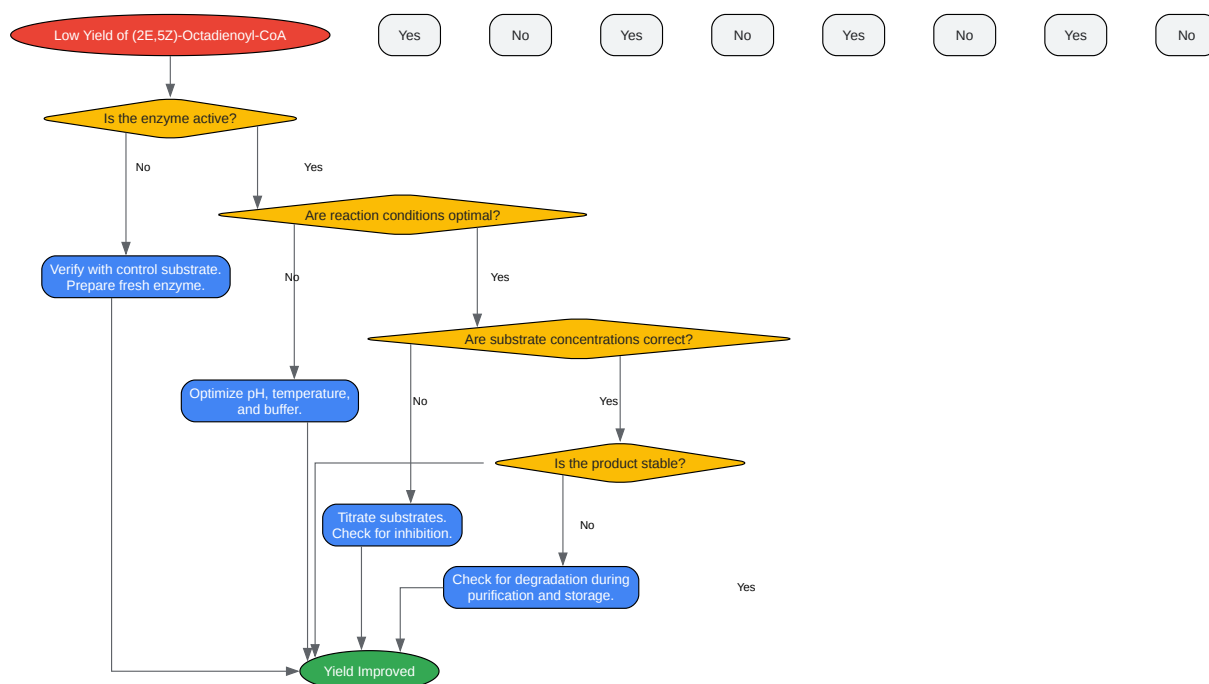 Low Yield of (2E,5Z)-Octadienoyl-CoA
Yes
No
Yes
No
Yes
No
Yes
No
Is the enzyme active?
No
Yes
Are reaction conditions optimal?
Verify with control substrate.
Prepare fresh enzyme.
No
Yes
Are substrate concentrations correct?
Optimize pH, temperature,
and buffer.
No
Yes
Is the product stable?
Titrate substrates.
Check for inhibition.
No
Check for degradation during
purification and storage.
Yes
Yield Improved